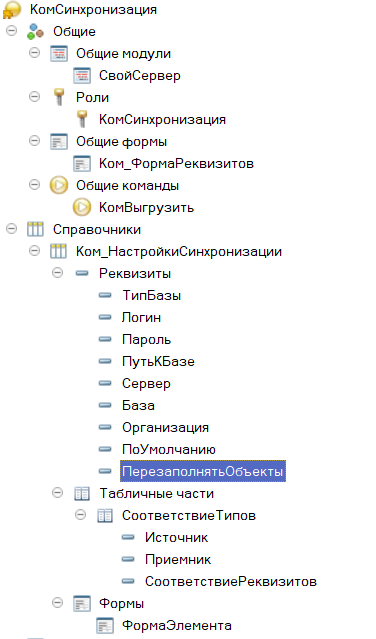 КомСинхронизация
Общие
Общие модули
СвойСервер
Роли
КомСинхронизация
Общие формы
Ком_ФормаРеквизитов
Общие команды
КомВыгрузить
Справочники
Ком_НастройкиСинхронизации
Реквизиты
ТипБазы
Логин
Пароль
ПутьКБазе
Сервер
База
Организация
ПоУмолчанию
ПерезаполнятьОбъекты
Табличные части
СоответствиеТипов
Источник
Приемник
СоответствиеРеквизитов
Формы
ФормаЭлемента